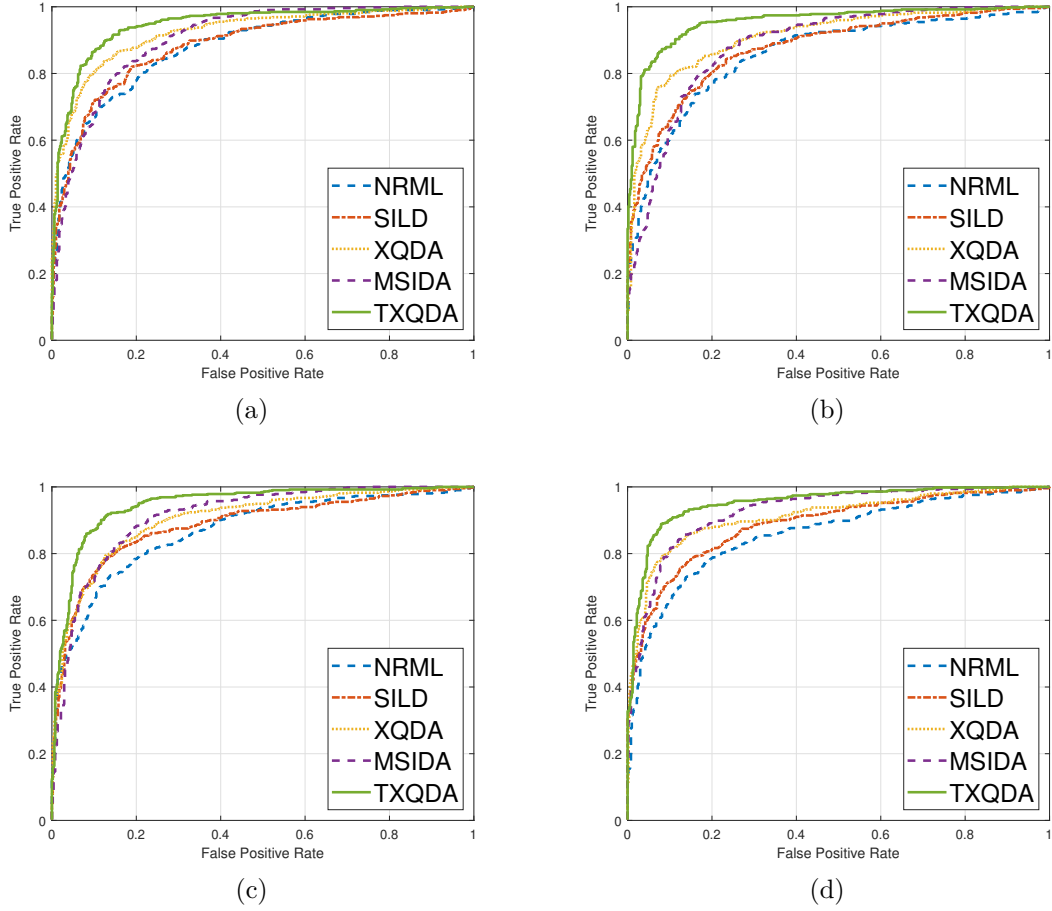 1
0.8
0.6
0.4
0.2
0
True Positive Rate
NRML
SILD
XQDA
MSIDA
TXQDA
0 0.2 0.4 0.6 0.8 1
False Positive Rate
(a)
1
0.8
0.6
0.4
0.2
0
True Positive Rate
NRML
SILD
XQDA
MSIDA
TXQDA
0 0.2 0.4 0.6 0.8 1
False Positive Rate
(b)
1
0.8
0.6
0.4
0.2
0
True Positive Rate
NRML
SILD
XQDA
MSIDA
TXQDA
0 0.2 0.4 0.6 0.8 1
False Positive Rate
(c)
1
0.8
0.6
0.4
0.2
0
True Positive Rate
NRML
SILD
XQDA
MSIDA
TXQDA
0 0.2 0.4 0.6 0.8 1
False Positive Rate
(d)